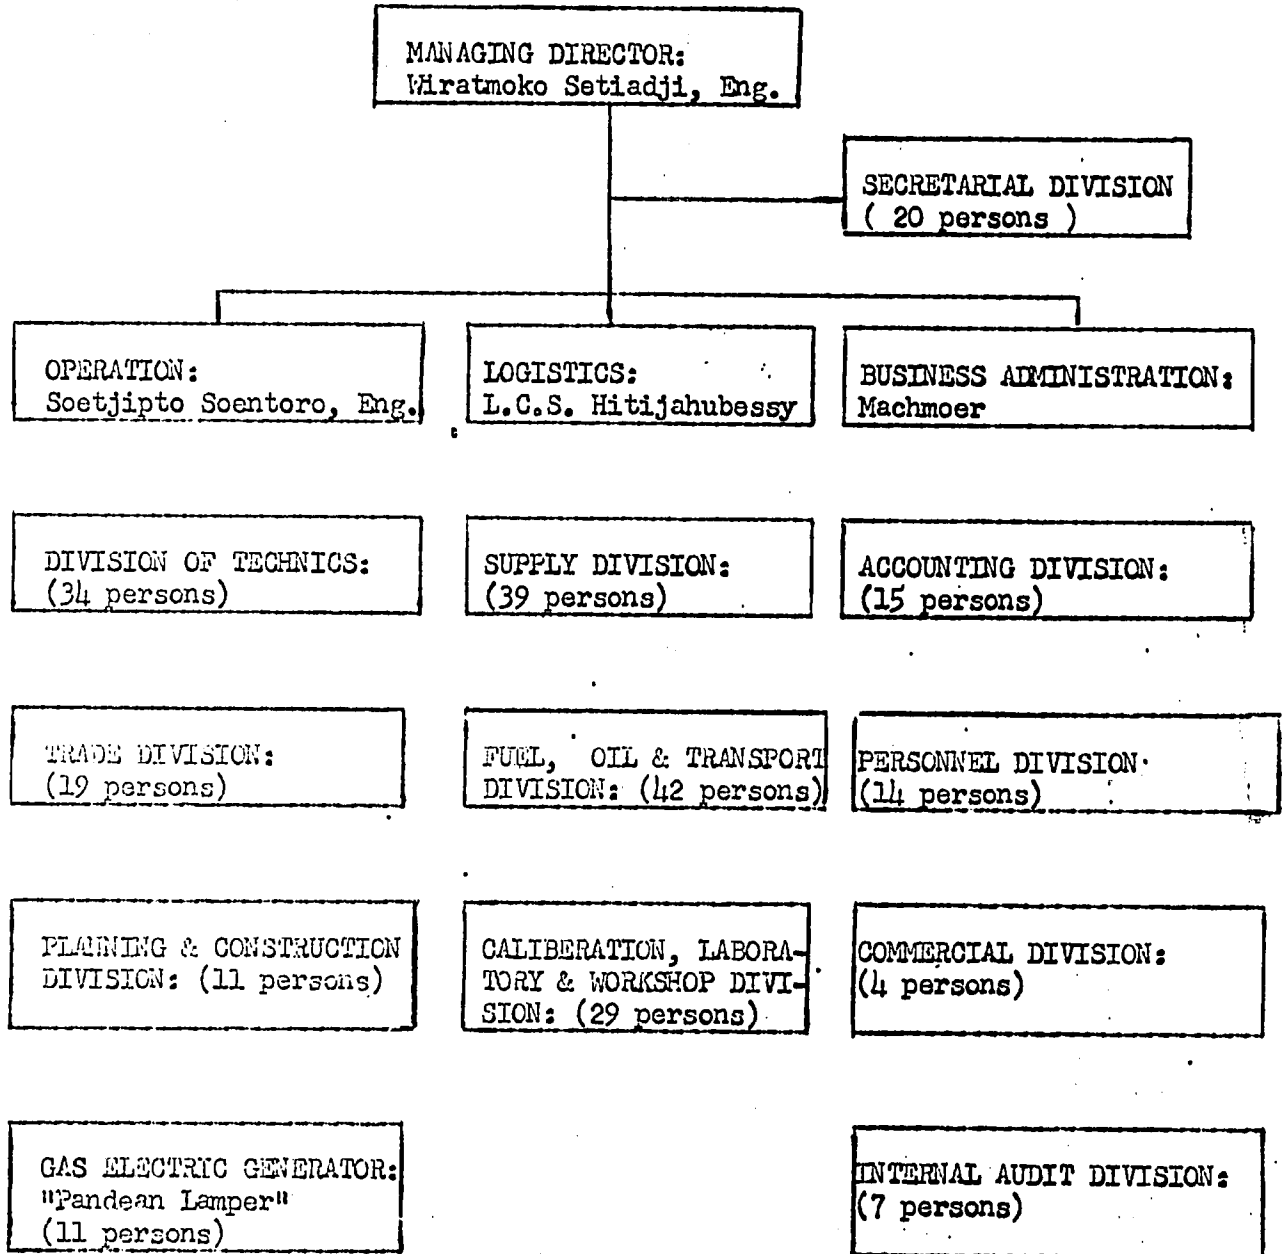 MANAGING DIRECTOR:
Wiratmoko Setiadji, Eng.
SECRETARIAL DIVISION
( 20 persons )
OPERATION:
Soetjipto Soentoro, Eng.
LOGISTICS:
L.C.S. Hitijahubessy
BUSINESS ADMINISTRATION:
Machmoer
DIVISION OF TECHNICS:
(34 persons)
SUPPLY DIVISION:
(39 persons)
ACCOUNTING DIVISION:
(15 persons)
TRADE DIVISION:
(19 persons)
FUEL, OIL & TRANSPORT
DIVISION: (42 persons)
PERSONNEL DIVISION
(14 persons)
PLANNING & CONSTRUCTION
DIVISION: (11 persons)
CALIBERATION, LABORA-
TORY & WORKSHOP DIVI-
SION: (29 persons)
COMMERCIAL DIVISION:
(4 persons)
GAS ELECTRIC GENERATOR:
"Pandean Lamper"
(11 persons)
INTERNAL AUDIT DIVISION:
(7 persons)